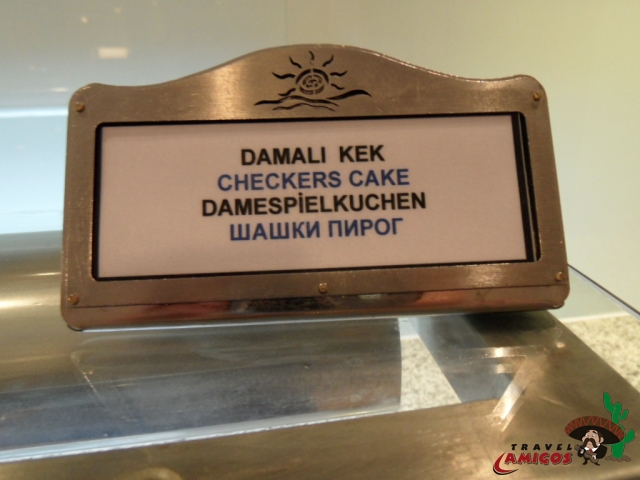 DAMALI KEK
CHECKERS CAKE
DAMESPİELKUCHEN
ШАШКИ ПИРОГ
TRAVEL
AMIGOS